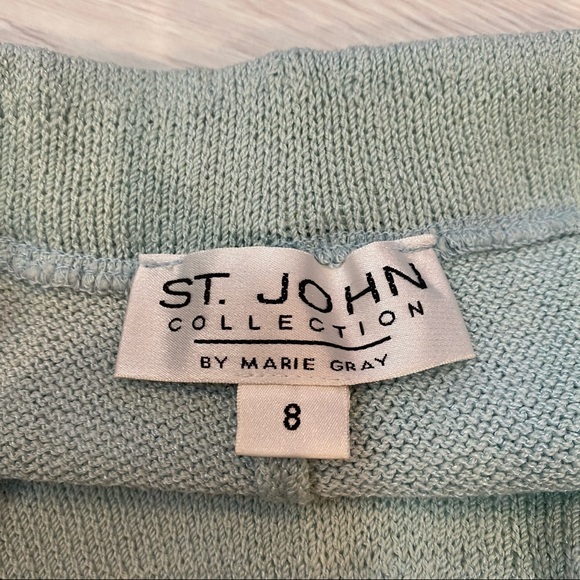 ST. JOHN
COLLECTION
BY MARIE GRAY
8